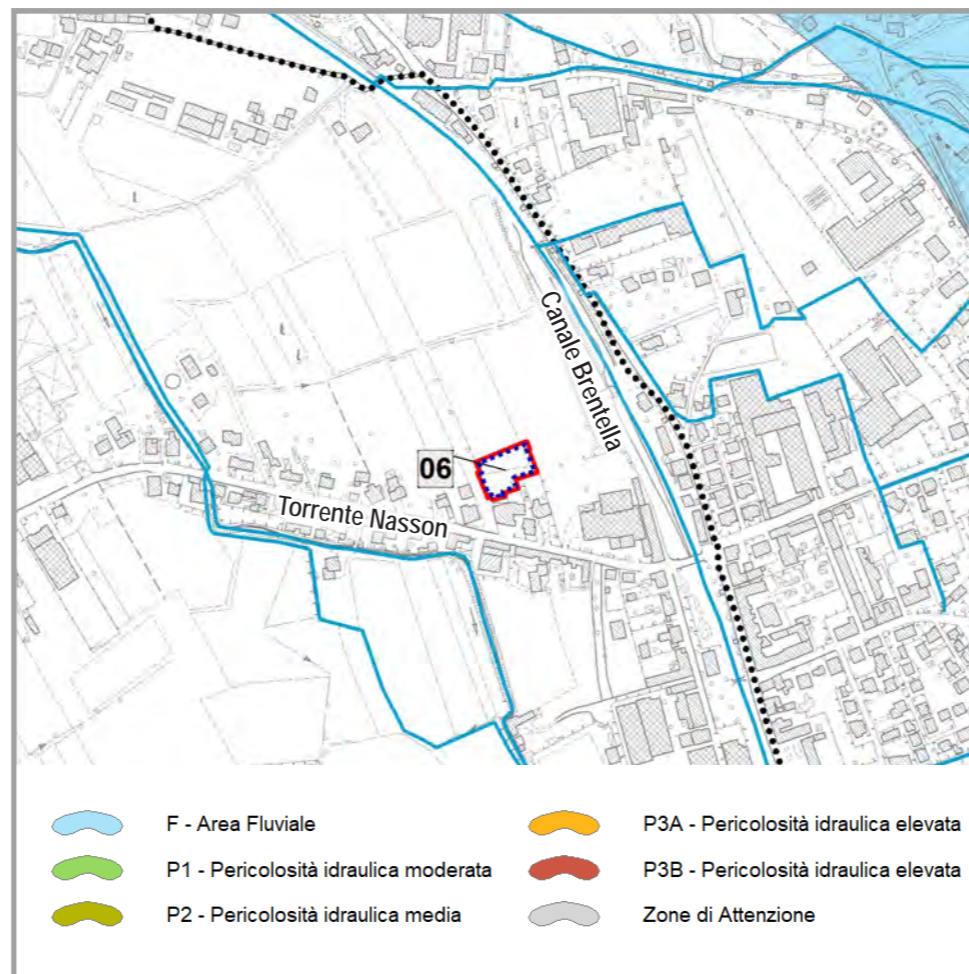 Canale Brentella
06
Torrente Nasson
F - Area Fluviale
P1 - Pericolosità idraulica moderata
P2 - Pericolosità idraulica media
P3A - Pericolosità idraulica elevata
P3B - Pericolosità idraulica elevata
Zone di Attenzione